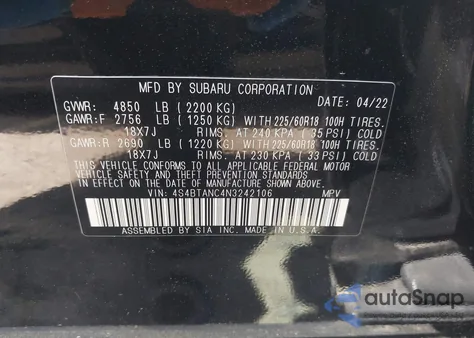 MFD BY SUBARU CORPORATION
GVWR: 4850 LB (2200 KG) DATE: 04/22
GAWR:F 2756 LB (1250 KG) WITH 225/60R18 100H TIRES.
18X7J RIMS. AT 240 KPA (35 PSI) COLD
GAWR:R 2690 LB (1220 KG) WITH 225/60R18 100H TIRES.
18X7J RIMS. AT 230 KPA (33 PSI) COLD
THIS VEHICLE CONFORMS TO ALL APPLICABLE FEDERAL MOTOR
VEHICLE SAFETY AND THEFT PREVENTION STANDARDS IN EFFECT
ON THE DATE OF MANUFACTURE SHOWN ABOVE.
VIN: 4S4BTANC4N3242106 MPV
ASSEMBLED BY SIA INC. MADE IN U.S.A.
autoSnap